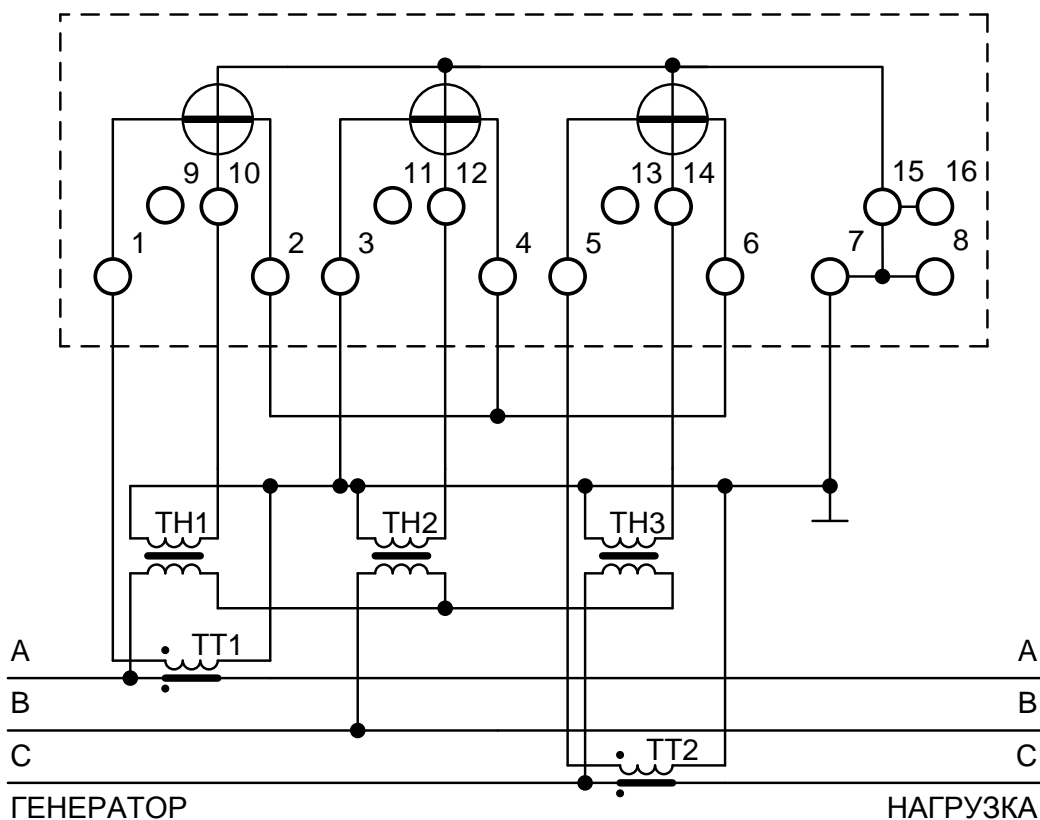 9 10 11 12 13 14 15 16
1 2 3 4 5 6 7 8
ТН1 ТН2 ТН3
ТТ1
А А
В В
С ТТ2 С
ГЕНЕРАТОР НАГРУЗКА